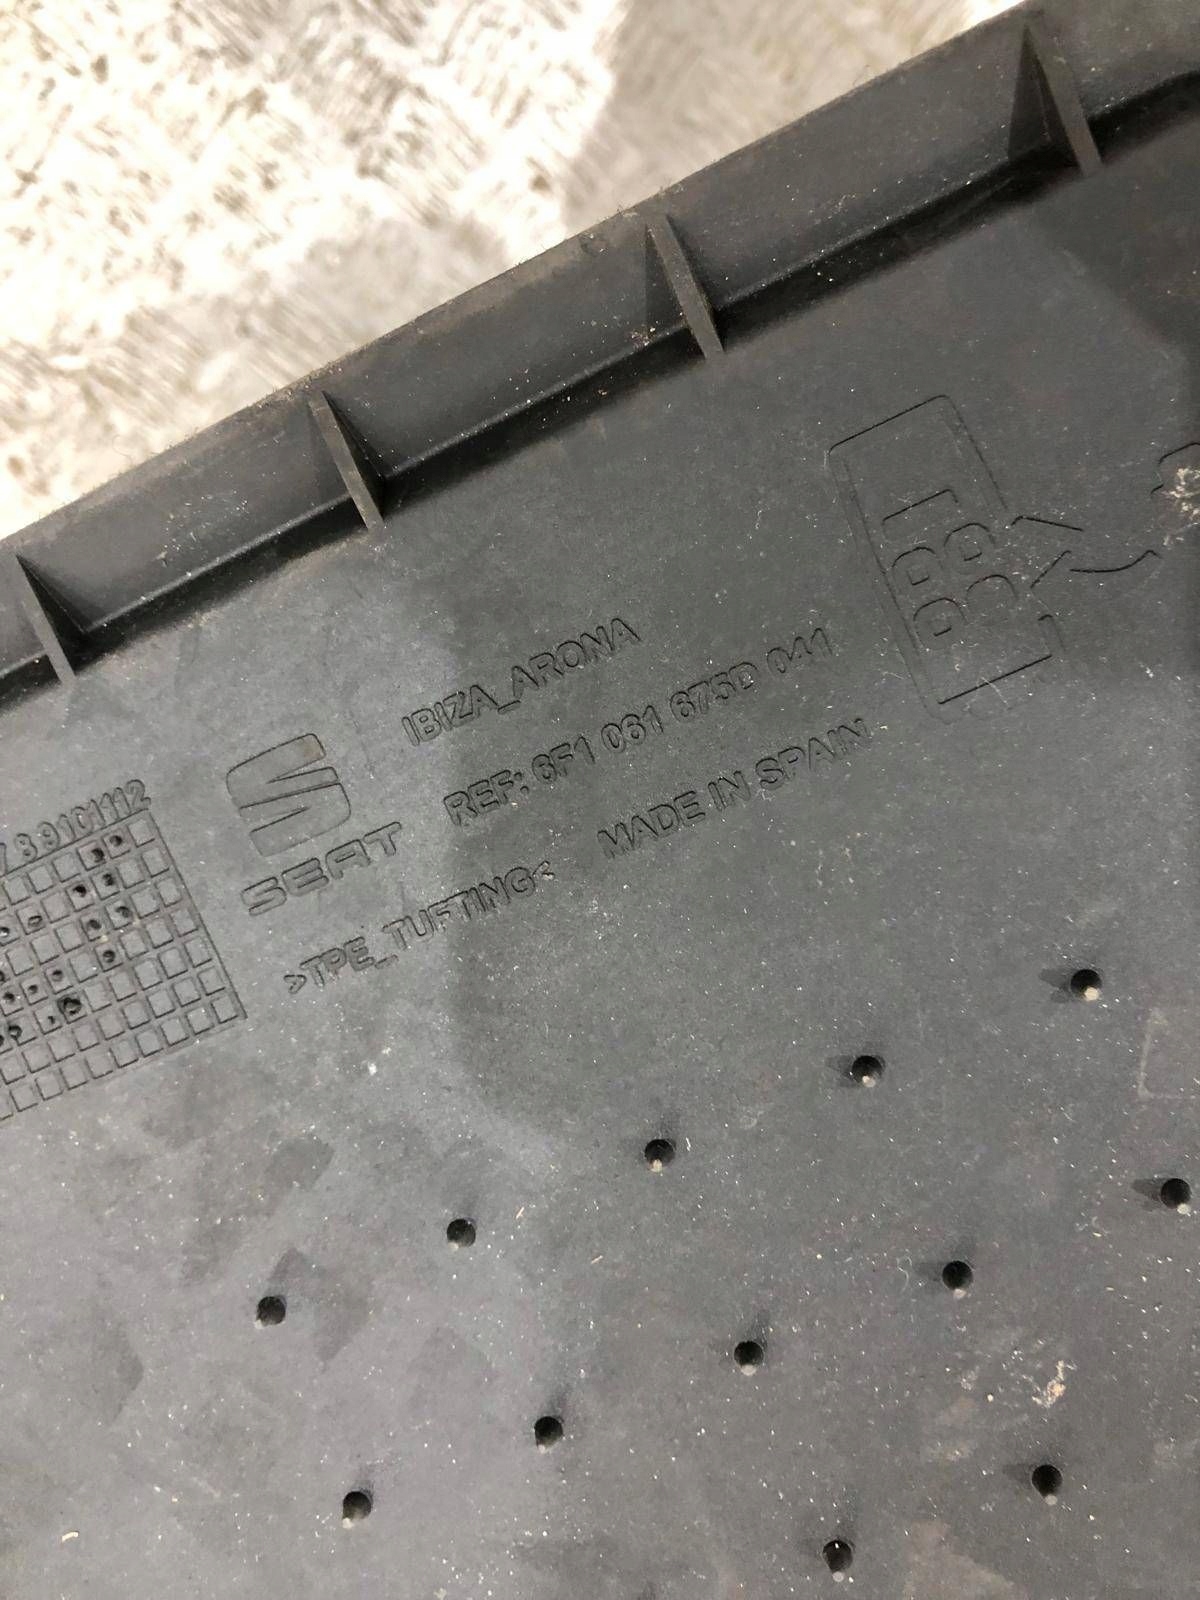 IBIZA_ARONA
REF: 6F1 061 675D 041
SEAT
>TPE_TUFTING< MADE IN SPAIN
7 8 9 10 11 12